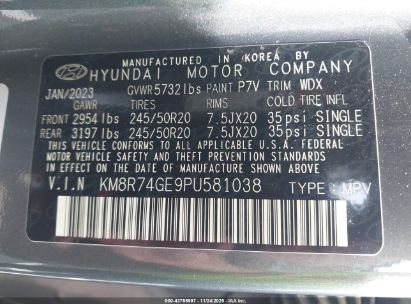 MANUFACTURED IN KOREA BY
HYUNDAI MOTOR COMPANY
JAN/2023 GVWR 5732 lbs PAINT P7V TRIM WDX
GAWR TIRES RIMS COLD TIRE INFL
FRONT 2954 lbs 245/50R20 7.5JX20 35psi SINGLE
REAR 3197 lbs 245/50R20 7.5JX20 35psi SINGLE
THIS VEHICLE CONFORMS TO ALL APPLICABLE U.S.A. FEDERAL
MOTOR VEHICLE SAFETY STANDARDS IN EFFECT
ON THE DATE OF MANUFACTURE SHOWN ABOVE.
V.I.N KM8R74GE9PU581038 TYPE : MPV